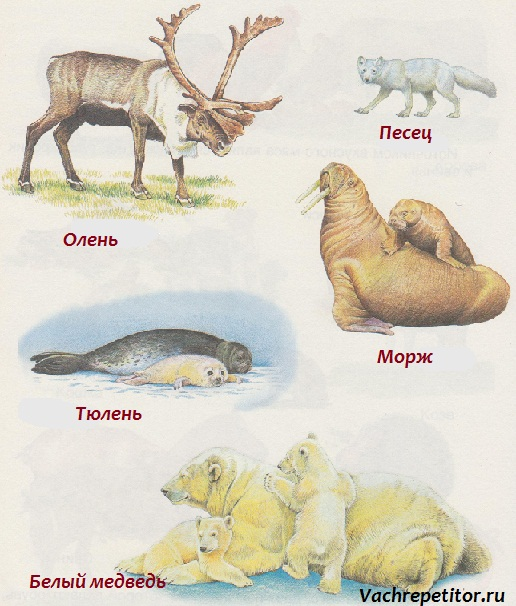 Песец
Олень
Морж
Тюлень
Белый медведь
Vachrepetitor.ru